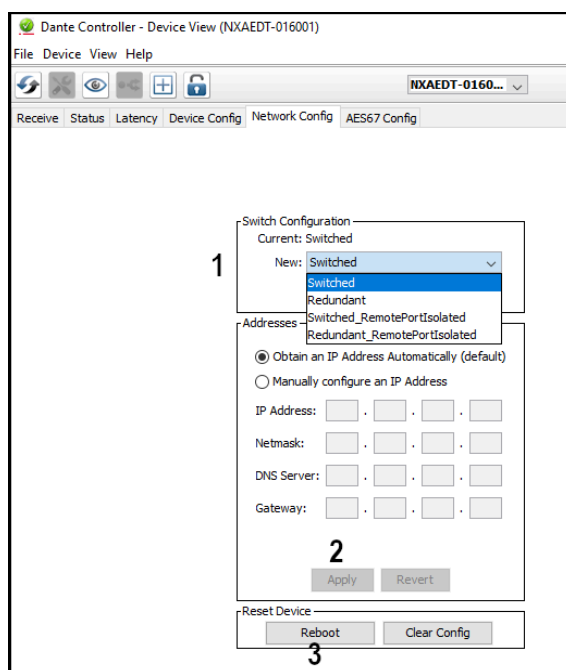 Dante Controller - Device View (NXAEDT-016001)
File Device View Help
NXAEDT-0160...
Receive Status Latency Device Config Network Config AES67 Config
Switch Configuration
Current: Switched
1 New: Switched
Switched
Redundant
Switched_RemotePortIsolated
Redundant_RemotePortIsolated
Addresses
Obtain an IP Address Automatically (default)
Manually configure an IP Address
IP Address: . . .
Netmask: . . .
DNS Server: . . .
Gateway: . . .
2
Apply Revert
Reset Device
Reboot Clear Config
3